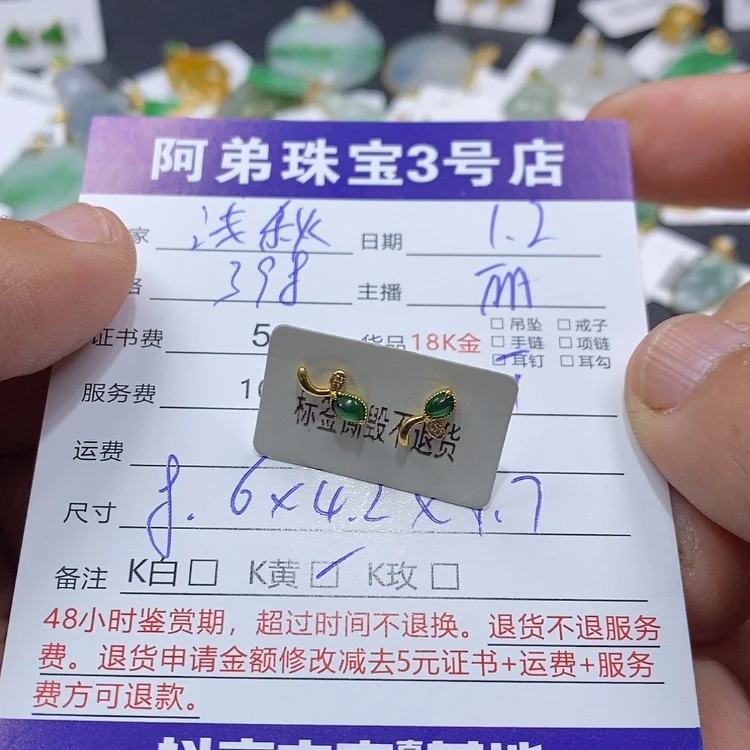 阿弟珠宝3号店
家 浅秋 日期 1.2
398 主播 丽
证书费 5 货品 18K金 □吊坠 □戒子
□手链 □项链
□耳钉 □耳勾
服务费 10
标签撕毁不退货
运费
尺寸 8.6×4.2×1.7
备注 K白□ K黄☑ K玫□
48小时鉴赏期，超过时间不退换。退货不退服务
费。退货申请金额修改减去5元证书+运费+服务
费方可退款。